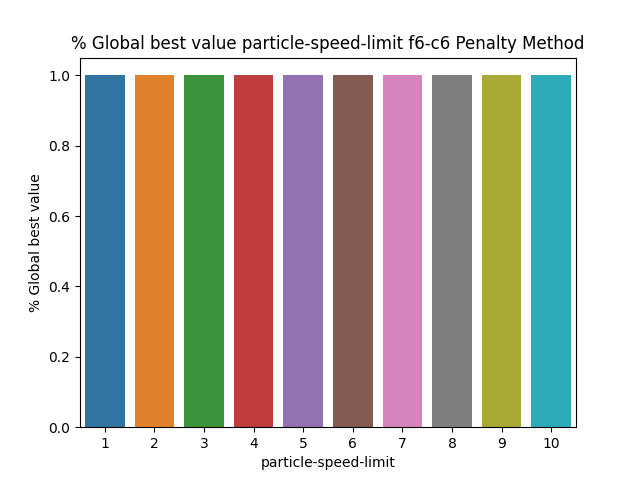 % Global best value particle-speed-limit f6-c6 Penalty Method
% Global best value
1.0
0.8
0.6
0.4
0.2
0.0
1 2 3 4 5 6 7 8 9 10
particle-speed-limit